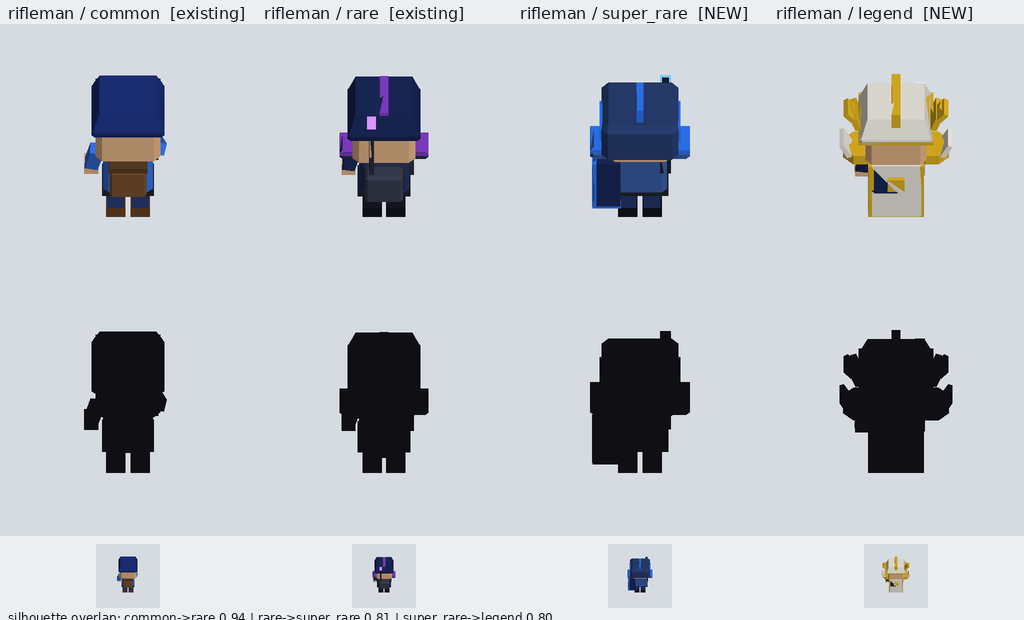 rifleman / common  [existing]
rifleman / rare  [existing]
rifleman / super_rare  [NEW]
rifleman / legend  [NEW]
silhouette overlap: common->rare 0.94 | rare->super_rare 0.81 | super_rare->legend 0.80